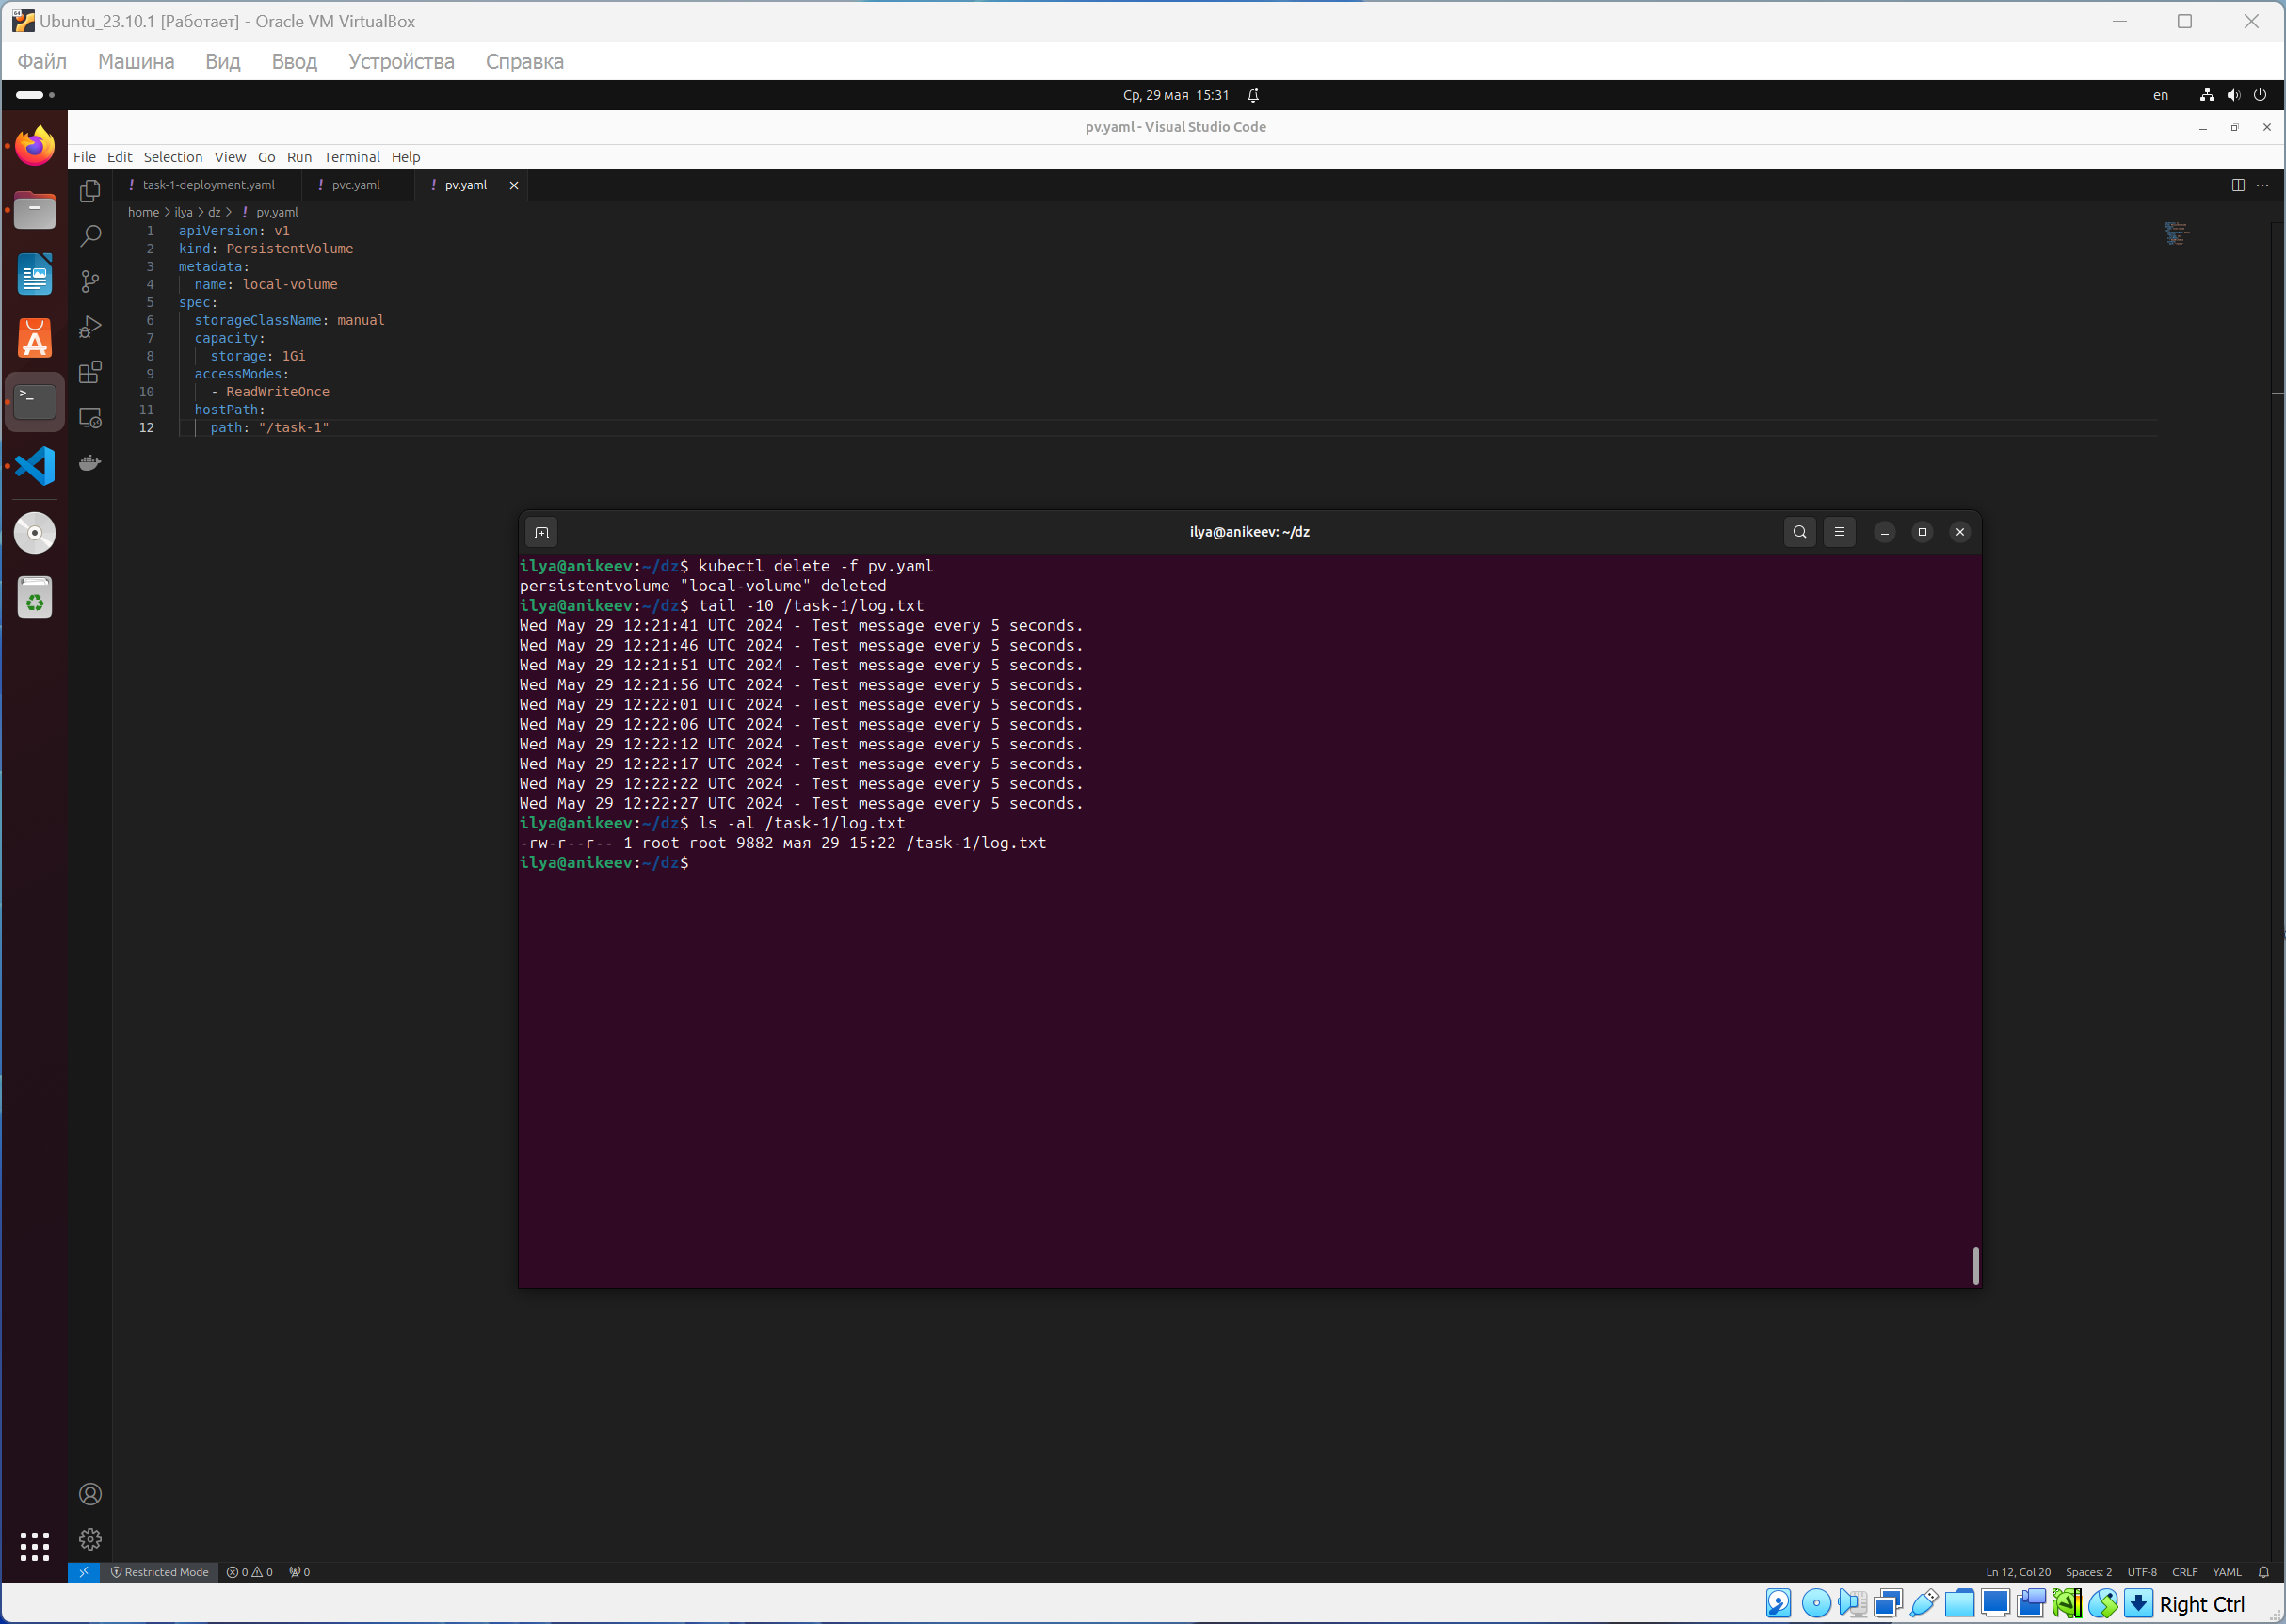 Ubuntu_23.10.1 [Работает] - Oracle VM VirtualBox
Файл Машина Вид Ввод Устройства Справка
Ср, 29 мая 15:31
en
pv.yaml - Visual Studio Code
File Edit Selection View Go Run Terminal Help
! task-1-deployment.yaml ! pvc.yaml ! pv.yaml
home > ilya > dz > ! pv.yaml
1 apiVersion: v1
2 kind: PersistentVolume
3 metadata:
4 name: local-volume
5 spec:
6 storageClassName: manual
7 capacity:
8 storage: 1Gi
9 accessModes:
10 - ReadWriteOnce
11 hostPath:
12 path: "/task-1"
ilya@anikeev: ~/dz
ilya@anikeev:~/dz$ kubectl delete -f pv.yaml
persistentvolume "local-volume" deleted
ilya@anikeev:~/dz$ tail -10 /task-1/log.txt
Wed May 29 12:21:41 UTC 2024 - Test message every 5 seconds.
Wed May 29 12:21:46 UTC 2024 - Test message every 5 seconds.
Wed May 29 12:21:51 UTC 2024 - Test message every 5 seconds.
Wed May 29 12:21:56 UTC 2024 - Test message every 5 seconds.
Wed May 29 12:22:01 UTC 2024 - Test message every 5 seconds.
Wed May 29 12:22:06 UTC 2024 - Test message every 5 seconds.
Wed May 29 12:22:12 UTC 2024 - Test message every 5 seconds.
Wed May 29 12:22:17 UTC 2024 - Test message every 5 seconds.
Wed May 29 12:22:22 UTC 2024 - Test message every 5 seconds.
Wed May 29 12:22:27 UTC 2024 - Test message every 5 seconds.
ilya@anikeev:~/dz$ ls -al /task-1/log.txt
-rw-r--r-- 1 root root 9882 мая 29 15:22 /task-1/log.txt
ilya@anikeev:~/dz$
Restricted Mode 0 0 0
Ln 12, Col 20 Spaces: 2 UTF-8 CRLF YAML
Right Ctrl